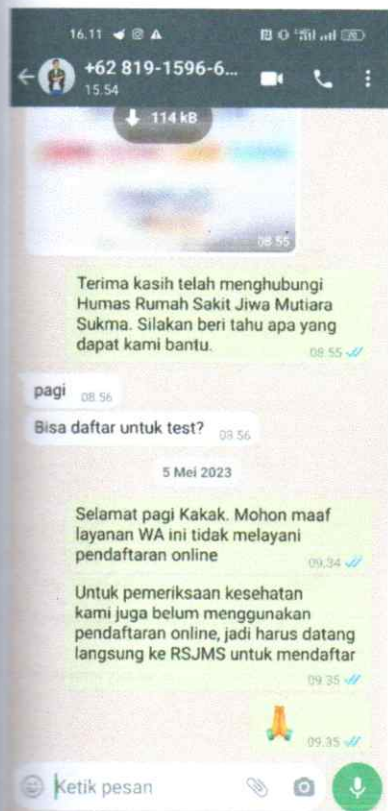 16.11
+62 819-1596-6...
15.54
114 kB
08.55
Terima kasih telah menghubungi
Humas Rumah Sakit Jiwa Mutiara
Sukma. Silakan beri tahu apa yang
dapat kami bantu.
08.55
pagi 08.56
Bisa daftar untuk test? 08.56
5 Mei 2023
Selamat pagi Kakak. Mohon maaf
layanan WA ini tidak melayani
pendaftaran online
09.34
Untuk pemeriksaan kesehatan
kami juga belum menggunakan
pendaftaran online, jadi harus datang
langsung ke RSJMS untuk mendaftar
09.35
🙏
09.35
Ketik pesan